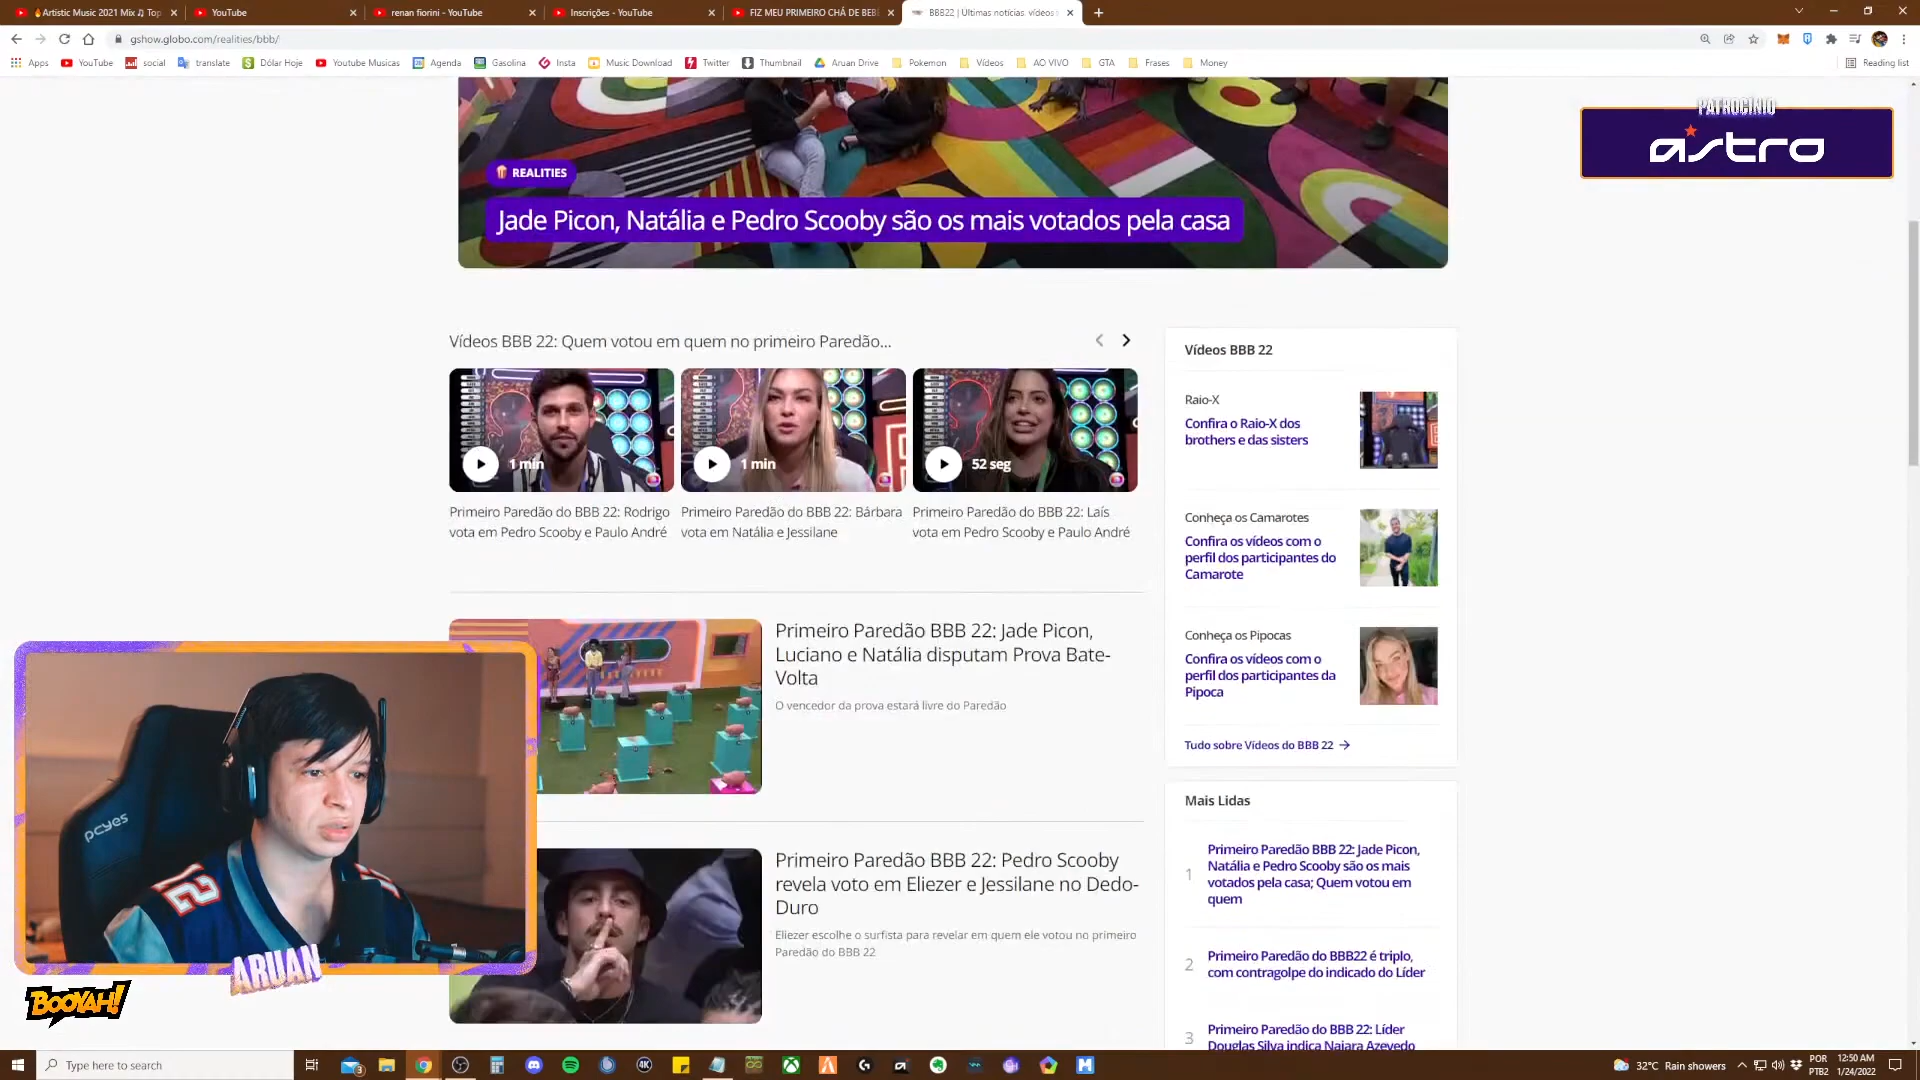 🔥Artistic Music 2021 Mix ♫ Top
YouTube
renan fiorini - YouTube
Inscrições - YouTube
FIZ MEU PRIMEIRO CHÁ DE BEBÊ
BBB22 | Últimas notícias, vídeos
gshow.globo.com/realities/bbb/
Apps
YouTube
social
translate
Dólar Hoje
Youtube Musicas
Agenda
Gasolina
Insta
Music Download
Twitter
Thumbnail
Aruan Drive
Pokemon
Vídeos
AO VIVO
GTA
Frases
Money
Reading list
PATROCÍNIO
astro
REALITIES
Jade Picon, Natália e Pedro Scooby são os mais votados pela casa
Vídeos BBB 22: Quem votou em quem no primeiro Paredão...
1 min
1 min
52 seg
Primeiro Paredão do BBB 22: Rodrigo
vota em Pedro Scooby e Paulo André
Primeiro Paredão do BBB 22: Bárbara
vota em Natália e Jessilane
Primeiro Paredão do BBB 22: Laís
vota em Pedro Scooby e Paulo André
Vídeos BBB 22
Raio-X
Confira o Raio-X dos
brothers e das sisters
Conheça os Camarotes
Confira os vídeos com o
perfil dos participantes do
Camarote
Conheça os Pipocas
Confira os vídeos com o
perfil dos participantes da
Pipoca
Tudo sobre Vídeos do BBB 22 →
Primeiro Paredão BBB 22: Jade Picon,
Luciano e Natália disputam Prova Bate-
Volta
O vencedor da prova estará livre do Paredão
Primeiro Paredão BBB 22: Pedro Scooby
revela voto em Eliezer e Jessilane no Dedo-
Duro
Eliezer escolhe o surfista para revelar em quem ele votou no primeiro
Paredão do BBB 22
Mais Lidas
1
Primeiro Paredão BBB 22: Jade Picon,
Natália e Pedro Scooby são os mais
votados pela casa; Quem votou em
quem
2
Primeiro Paredão do BBB22 é triplo,
com contragolpe do indicado do Líder
3
Primeiro Paredão do BBB 22: Líder
Douglas Silva indica Naiara Azevedo
pcyes
12
ARUAN
BOOYAH!
Type here to search
3
4K
32°C Rain showers
POR
PTB2
12:50 AM
1/24/2022